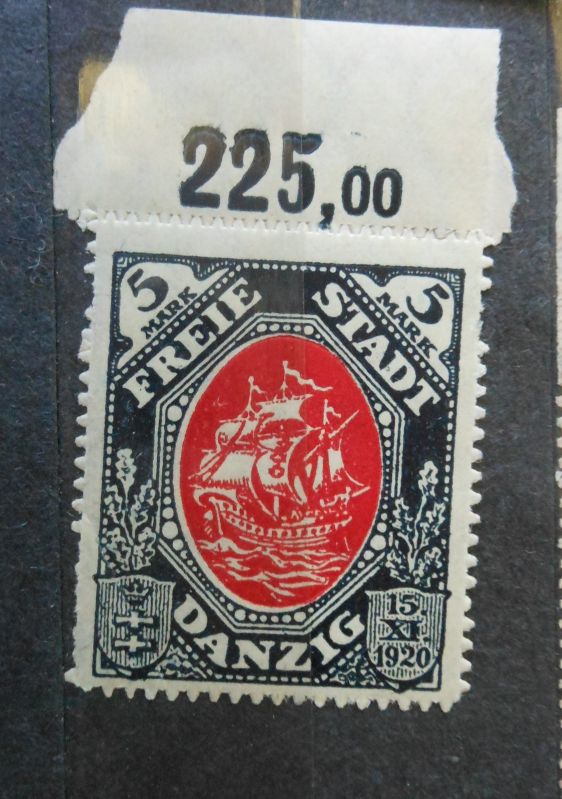 225,00
5 MARK
5 MARK
FREIE STADT
DANZIG
15
XI
1920